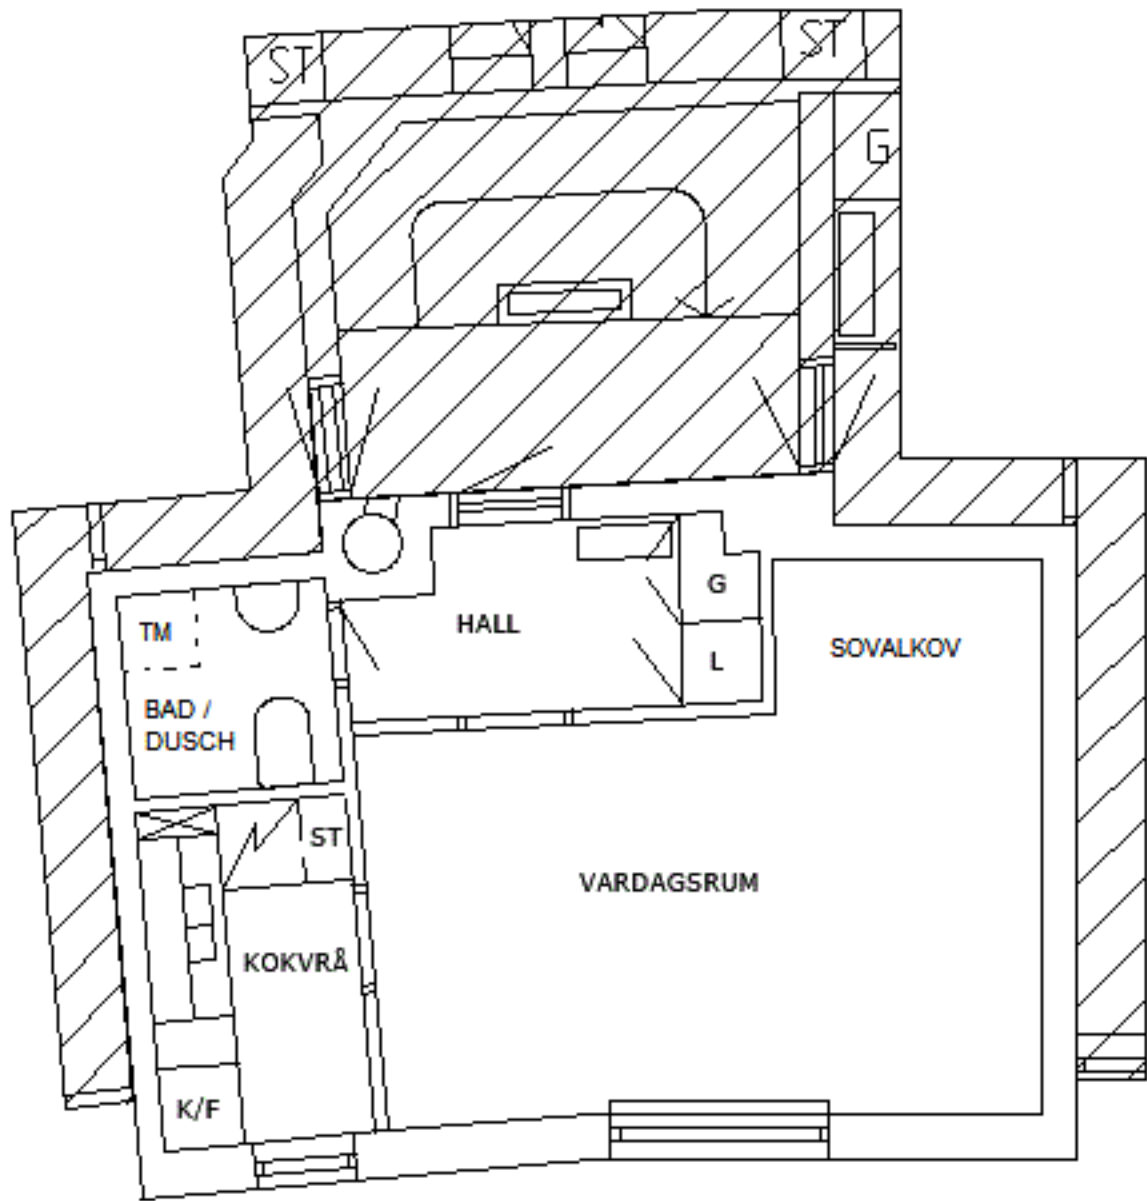 ST
ST
G
G
HALL
TM
SOVALKOV
L
BAD /
DUSCH
ST
VARDAGSRUM
KOKVRÅ
K/F